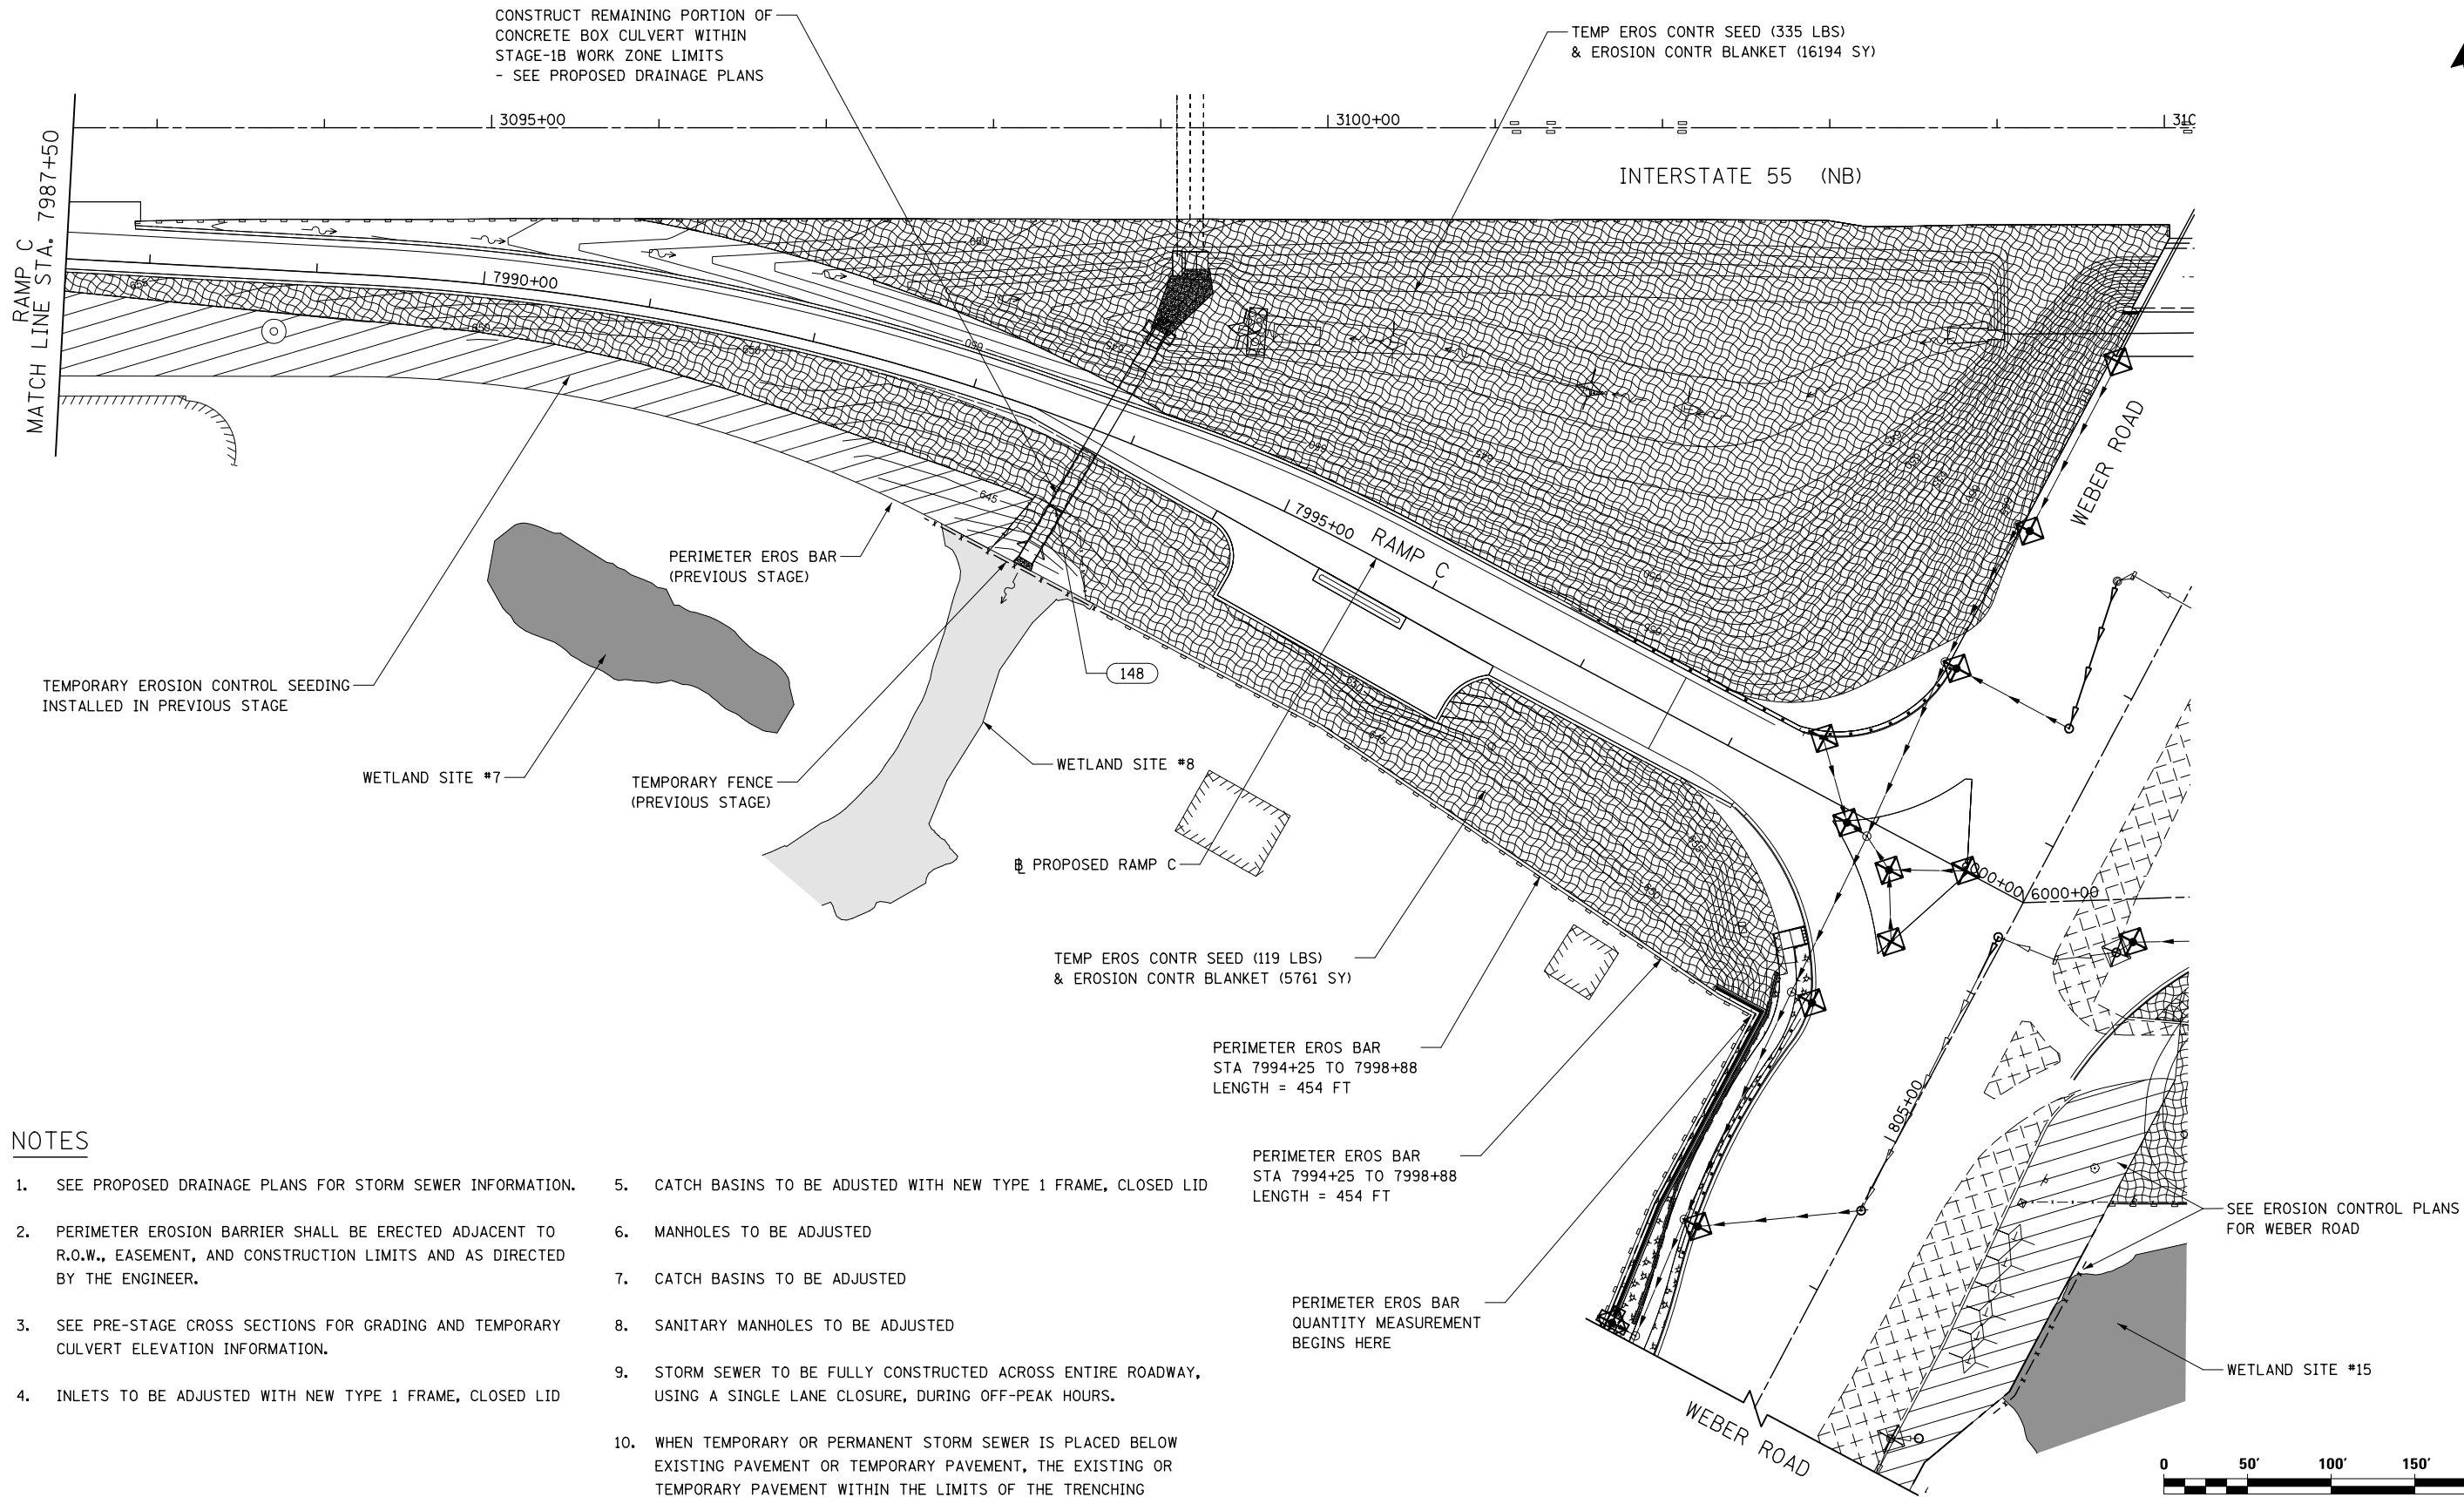 CONSTRUCT REMAINING PORTION OF
CONCRETE BOX CULVERT WITHIN
STAGE-1B WORK ZONE LIMITS
- SEE PROPOSED DRAINAGE PLANS
TEMP EROS CONTR SEED (335 LBS)
& EROSION CONTR BLANKET (16194 SY)
3095+00
3100+00
INTERSTATE 55 (NB)
RAMP C
MATCH LINE STA. 7987+50
7990+00
680
655
650
650
650
645
645
7995+00
RAMP C
660
645
650
650
WEBER ROAD
PERIMETER EROS BAR
(PREVIOUS STAGE)
148
TEMPORARY EROSION CONTROL SEEDING
INSTALLED IN PREVIOUS STAGE
WETLAND SITE #7
TEMPORARY FENCE
(PREVIOUS STAGE)
WETLAND SITE #8
645
℄ PROPOSED RAMP C
650
6000+00
TEMP EROS CONTR SEED (119 LBS)
& EROSION CONTR BLANKET (5761 SY)
PERIMETER EROS BAR
STA 7994+25 TO 7998+88
LENGTH = 454 FT
PERIMETER EROS BAR
STA 7994+25 TO 7998+88
LENGTH = 454 FT
805+00
SEE EROSION CONTROL PLANS
FOR WEBER ROAD
PERIMETER EROS BAR
QUANTITY MEASUREMENT
BEGINS HERE
WETLAND SITE #15
WEBER ROAD
0 50' 100' 150'
NOTES
1. SEE PROPOSED DRAINAGE PLANS FOR STORM SEWER INFORMATION.
2. PERIMETER EROSION BARRIER SHALL BE ERECTED ADJACENT TO
R.O.W., EASEMENT, AND CONSTRUCTION LIMITS AND AS DIRECTED
BY THE ENGINEER.
3. SEE PRE-STAGE CROSS SECTIONS FOR GRADING AND TEMPORARY
CULVERT ELEVATION INFORMATION.
4. INLETS TO BE ADJUSTED WITH NEW TYPE 1 FRAME, CLOSED LID
5. CATCH BASINS TO BE ADUSTED WITH NEW TYPE 1 FRAME, CLOSED LID
6. MANHOLES TO BE ADJUSTED
7. CATCH BASINS TO BE ADJUSTED
8. SANITARY MANHOLES TO BE ADJUSTED
9. STORM SEWER TO BE FULLY CONSTRUCTED ACROSS ENTIRE ROADWAY,
USING A SINGLE LANE CLOSURE, DURING OFF-PEAK HOURS.
10. WHEN TEMPORARY OR PERMANENT STORM SEWER IS PLACED BELOW
EXISTING PAVEMENT OR TEMPORARY PAVEMENT, THE EXISTING OR
TEMPORARY PAVEMENT WITHIN THE LIMITS OF THE TRENCHING